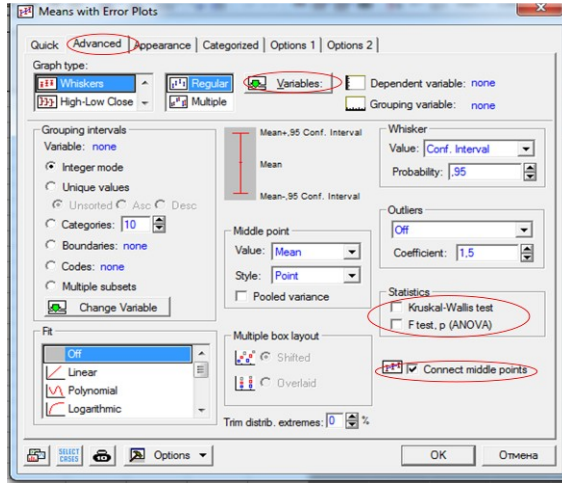 Means with Error Plots
Quick Advanced Appearance Categorized Options 1 Options 2
Graph type:
Whiskers
High-Low Close
Regular
Multiple
Variables:
Dependent variable: none
Grouping variable: none
Grouping intervals
Variable: none
Integer mode
Unique values
Unsorted Asc Desc
Categories: 10
Boundaries: none
Codes: none
Multiple subsets
Change Variable
Fit
Off
Linear
Polynomial
Logarithmic
Mean+,95 Conf. Interval
Mean
Mean-,95 Conf. Interval
Middle point
Value: Mean
Style: Point
Pooled variance
Multiple box layout
Shifted
Overlaid
Trim distrib. extremes: 0 %
Whisker
Value: Conf. Interval
Probability: ,95
Outliers
Off
Coefficient: 1,5
Statistics
Kruskal-Wallis test
F test, p (ANOVA)
Connect middle points
SELECT CASES
Options
OK
Отмена